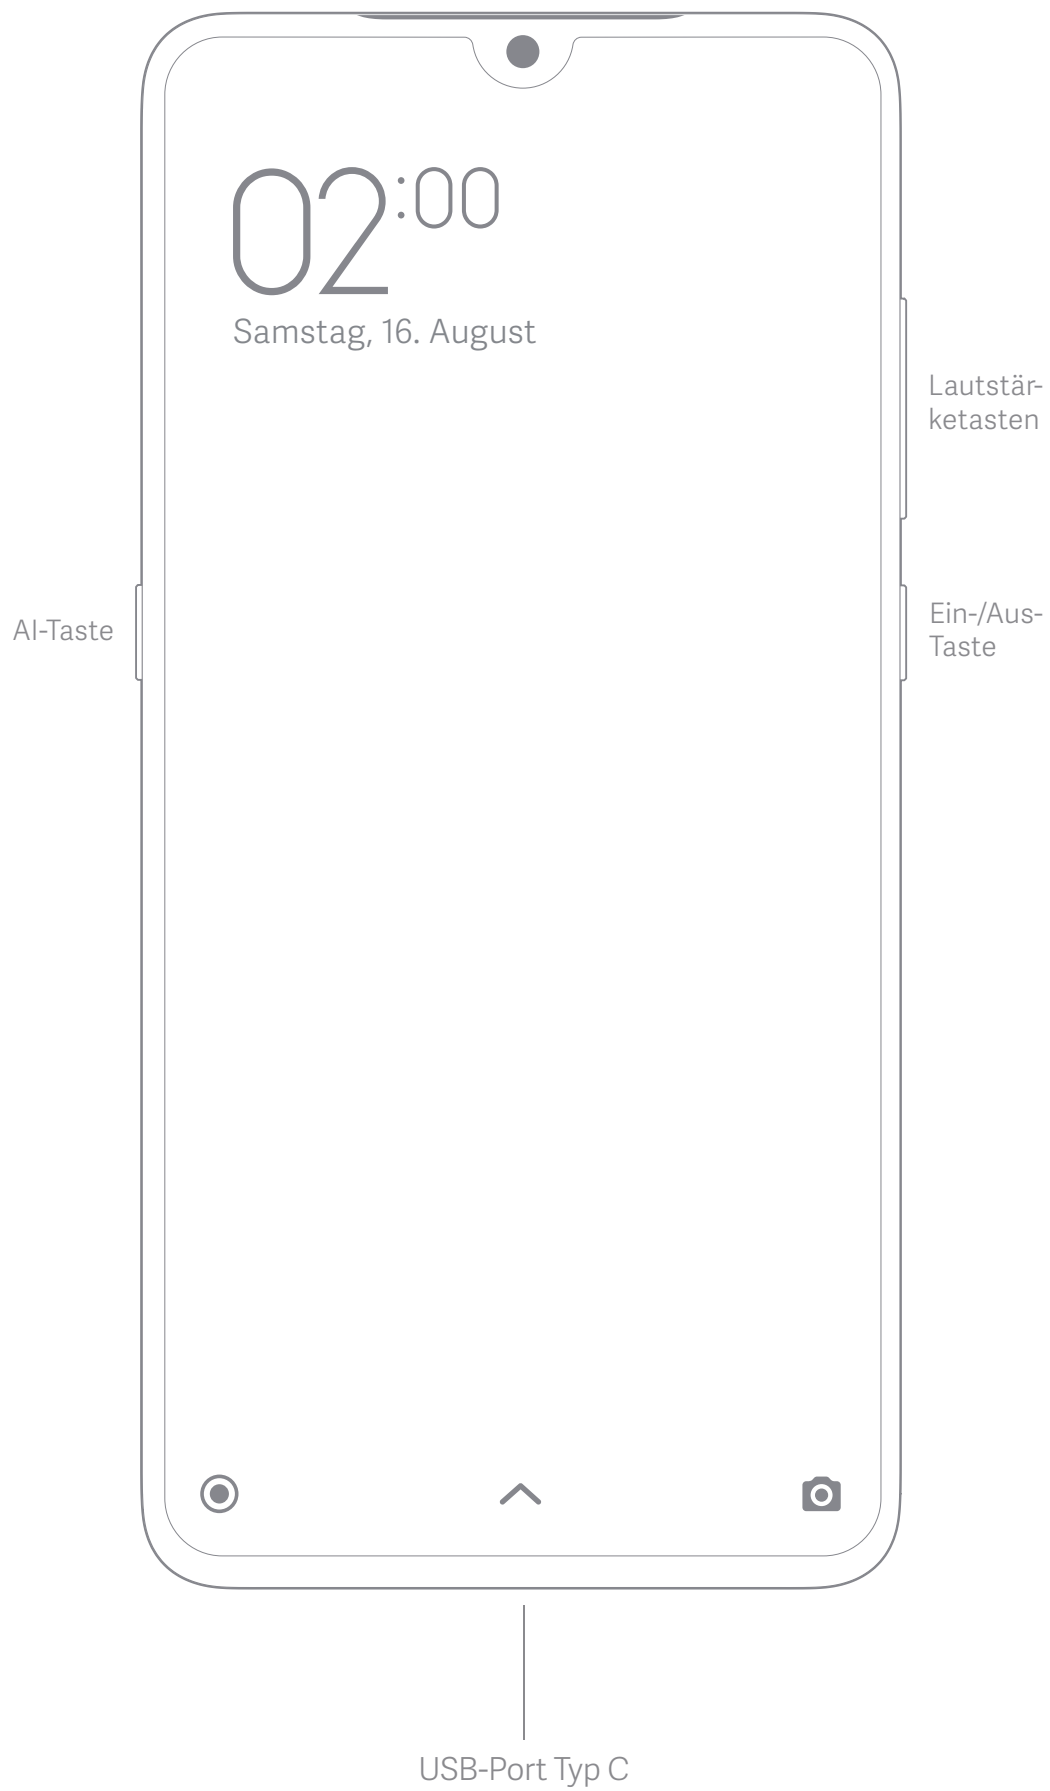 02:00
Samstag, 16. August
Lautstär-
ketasten
AI-Taste
Ein-/Aus-
Taste
USB-Port Typ C